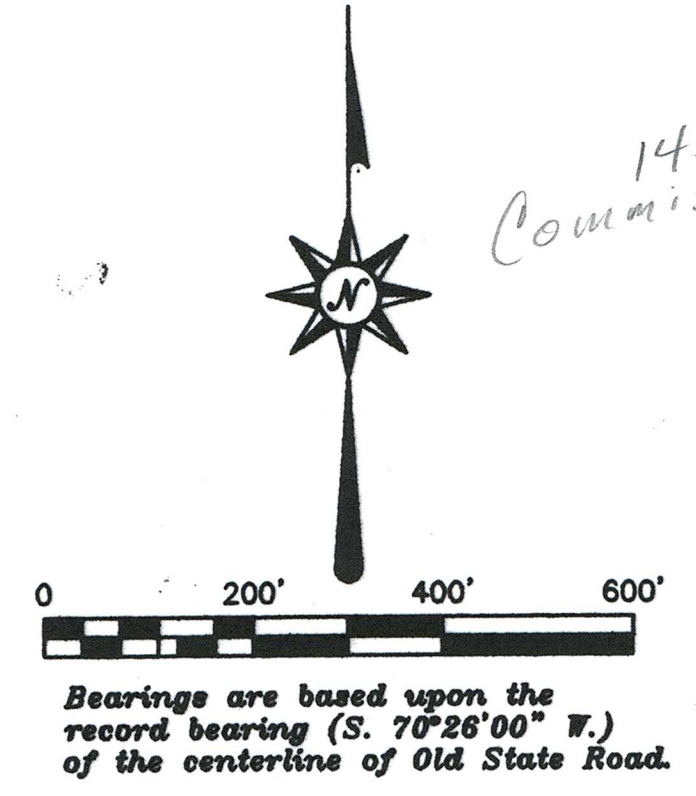 14
N
0 200' 400' 600'
Bearings are based upon the
record bearing (S. 70°26'00" W.)
of the centerline of Old State Road.